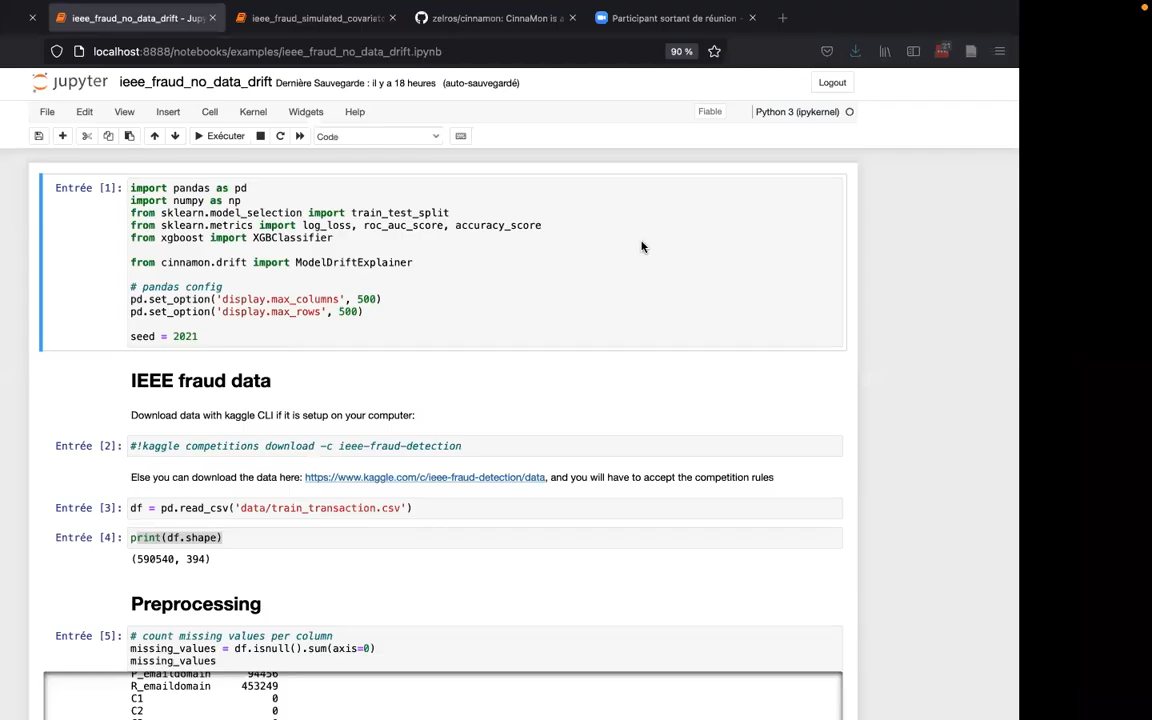 ieee_fraud_no_data_drift - Jupy
ieee_fraud_simulated_covariat
zelros/cinnamon: CinnaMon is a
Participant sortant de réunion -
localhost:8888/notebooks/examples/ieee_fraud_no_data_drift.ipynb
90 %
21
jupyter ieee_fraud_no_data_drift Dernière Sauvegarde : il y a 18 heures (auto-sauvegardé)
Logout
File Edit View Insert Cell Kernel Widgets Help
Fiable
Python 3 (ipykernel)
Exécuter
Code
Entrée [1]: import pandas as pd
import numpy as np
from sklearn.model_selection import train_test_split
from sklearn.metrics import log_loss, roc_auc_score, accuracy_score
from xgboost import XGBClassifier
from cinnamon.drift import ModelDriftExplainer
# pandas config
pd.set_option('display.max_columns', 500)
pd.set_option('display.max_rows', 500)
seed = 2021
IEEE fraud data
Download data with kaggle CLI if it is setup on your computer:
Entrée [2]: #!kaggle competitions download -c ieee-fraud-detection
Else you can download the data here: https://www.kaggle.com/c/ieee-fraud-detection/data, and you will have to accept the competition rules
Entrée [3]: df = pd.read_csv('data/train_transaction.csv')
Entrée [4]: print(df.shape)
(590540, 394)
Preprocessing
Entrée [5]: # count missing values per column
missing_values = df.isnull().sum(axis=0)
missing_values
P_emaildomain 94456
R_emaildomain 453249
C1 0
C2 0